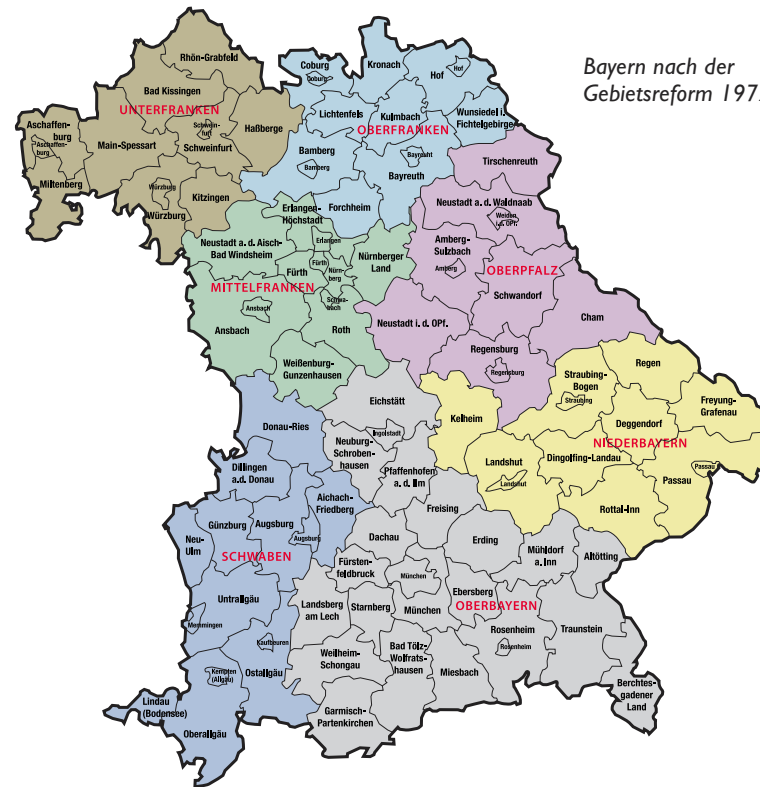 Bayern nach der
Gebietsreform 197
Rhön-Grabfeld
Bad Kissingen
UNTERFRANKEN
Schwein-
furt
Haßberge
Aschaffen-
burg
Aschaffen-
burg
Main-Spessart
Schweinfurt
Miltenberg
Würzburg
Kitzingen
Würzburg
Coburg
Coburg
Kronach
Hof
Hof
Lichtenfels
Kulmbach
OBERFRANKEN
Wunsiedel i.
Fichtelgebirge
Bamberg
Bamberg
Bayreuht
Bayreuth
Forchheim
Tirschenreuth
Neustadt a. d. Waldnaab
Weiden
i.d. OPf.
Amberg-
Sulzbach
Amberg
OBERPFALZ
Schwandorf
Cham
Neustadt i. d. OPf.
Regensburg
Regensburg
Erlangen-
Höchstadt
Erlangen
Neustadt a. d. Aisch-
Bad Windsheim
Fürth
Fürth
Nürn-
berg
Nürnberger
Land
MITTELFRANKEN
Ansbach
Schwa-
bach
Ansbach
Roth
Weißenburg-
Gunzenhausen
Straubing-
Bogen
Straubing
Regen
Freyung-
Grafenau
Kelheim
Deggendorf
NIEDERBAYERN
Landshut
Landshut
Dingolfing-Landau
Passau
Passau
Rottal-Inn
Donau-Ries
Dillingen
a.d. Donau
Aichach-
Friedberg
Günzburg
Augsburg
Augsburg
Neu-
Ulm
SCHWABEN
Untrallgäu
Memmingen
Kaufbeuren
Kempten
(Allgäu)
Ostallgäu
Lindau
(Bodensee)
Oberallgäu
Eichstätt
Ingolstadt
Neuburg-
Schroben-
hausen
Pfaffenhofen
a. d. Ilm
Freising
Dachau
Erding
Mühldorf
a. Inn
Altötting
Fürsten-
feldbruck
München
Ebersberg
OBERBAYERN
Landsberg
am Lech
Starnberg
München
Rosenheim
Rosenheim
Traunstein
Weilheim-
Schongau
Bad Tölz-
Wolfrats-
hausen
Miesbach
Berchtes-
gadener
Land
Garmisch-
Partenkirchen